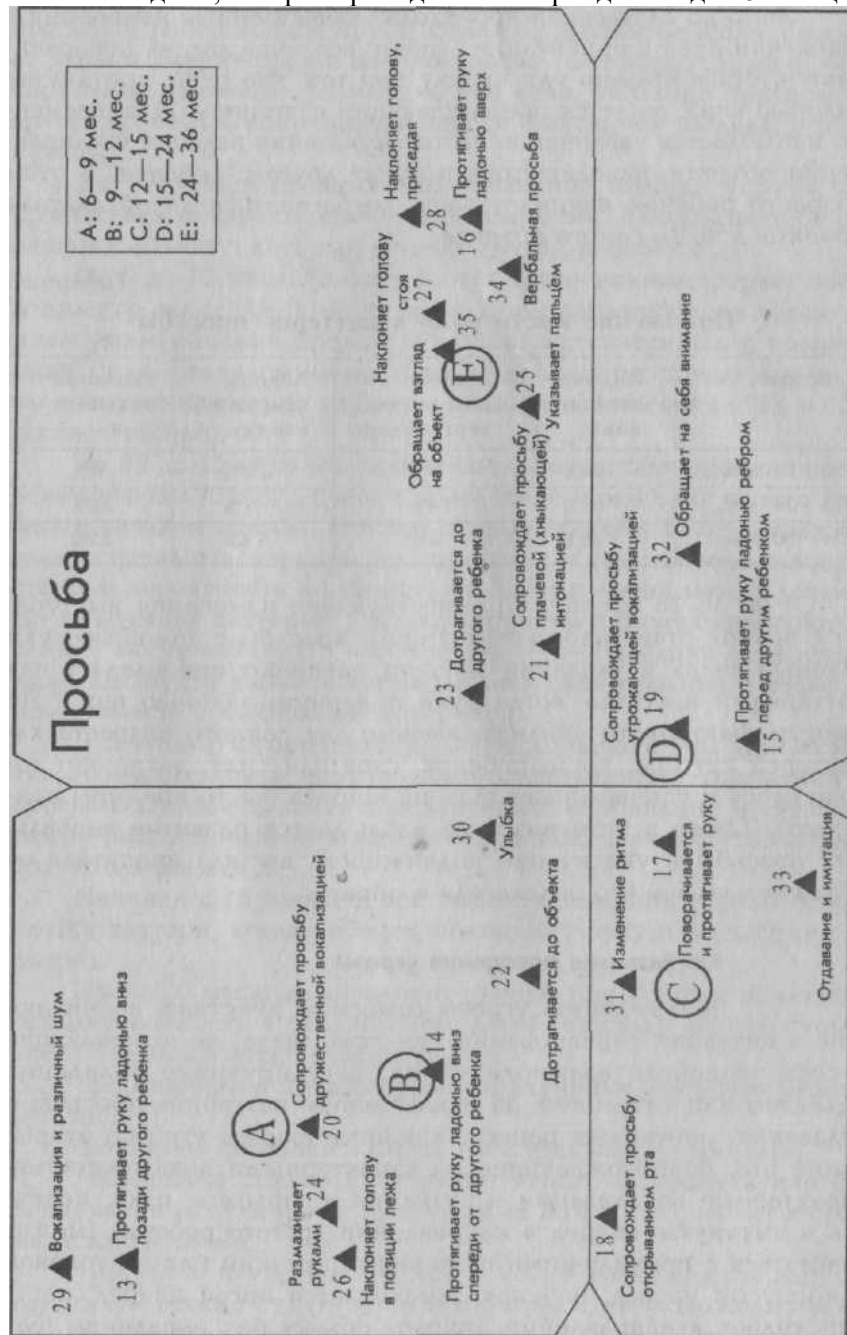 Просьба
A: 6—9 мес.
B: 9—12 мес.
C: 12—15 мес.
D: 15—24 мес.
E: 24—36 мес.
29 Вокализация и различный шум
13 Протягивает руку ладонью вниз
позади другого ребенка
A
Сопровождает просьбу
дружественной вокализацией
20
Размахивает
руками 24
26
Наклоняет голову
в позиции лежа
B
14
Протягивает руку ладонью вниз
спереди от другого ребенка
30
Улыбка
22
Дотрагивается до объекта
23 Дотрагивается до
другого ребенка
Сопровождает просьбу
плачевой (хныкающей)
интонацией
21
Наклоняет голову
стоя
27
Наклоняет голову,
приседая
28
Обращает взгляд
на объект
35
E
16 Протягивает руку
ладонью вверх
34
Вербальная просьба
25
Указывает пальцем
18
Сопровождает просьбу
открыванием рта
31 Изменение ритма
17
C
Поворачивается
и протягивает руку
33
Отдавание и имитация
Сопровождает просьбу
угрожающей вокализацией
D
19
32
Обращает на себя внимание
15
Протягивает руку ладонью ребром
перед другим ребенком